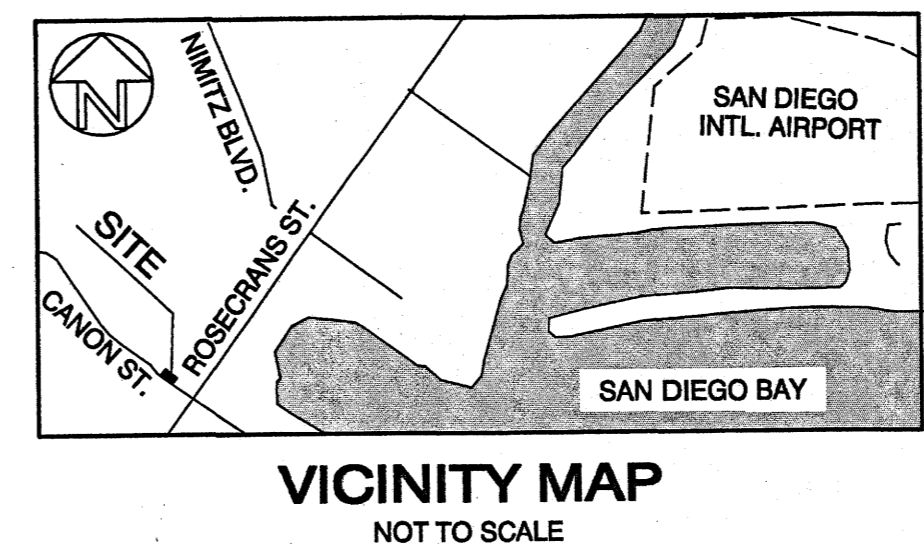 N
NIMITZ BLVD.
SAN DIEGO
INTL. AIRPORT
SITE
ROSECRANS ST.
CANON ST.
SAN DIEGO BAY
VICINITY MAP
NOT TO SCALE